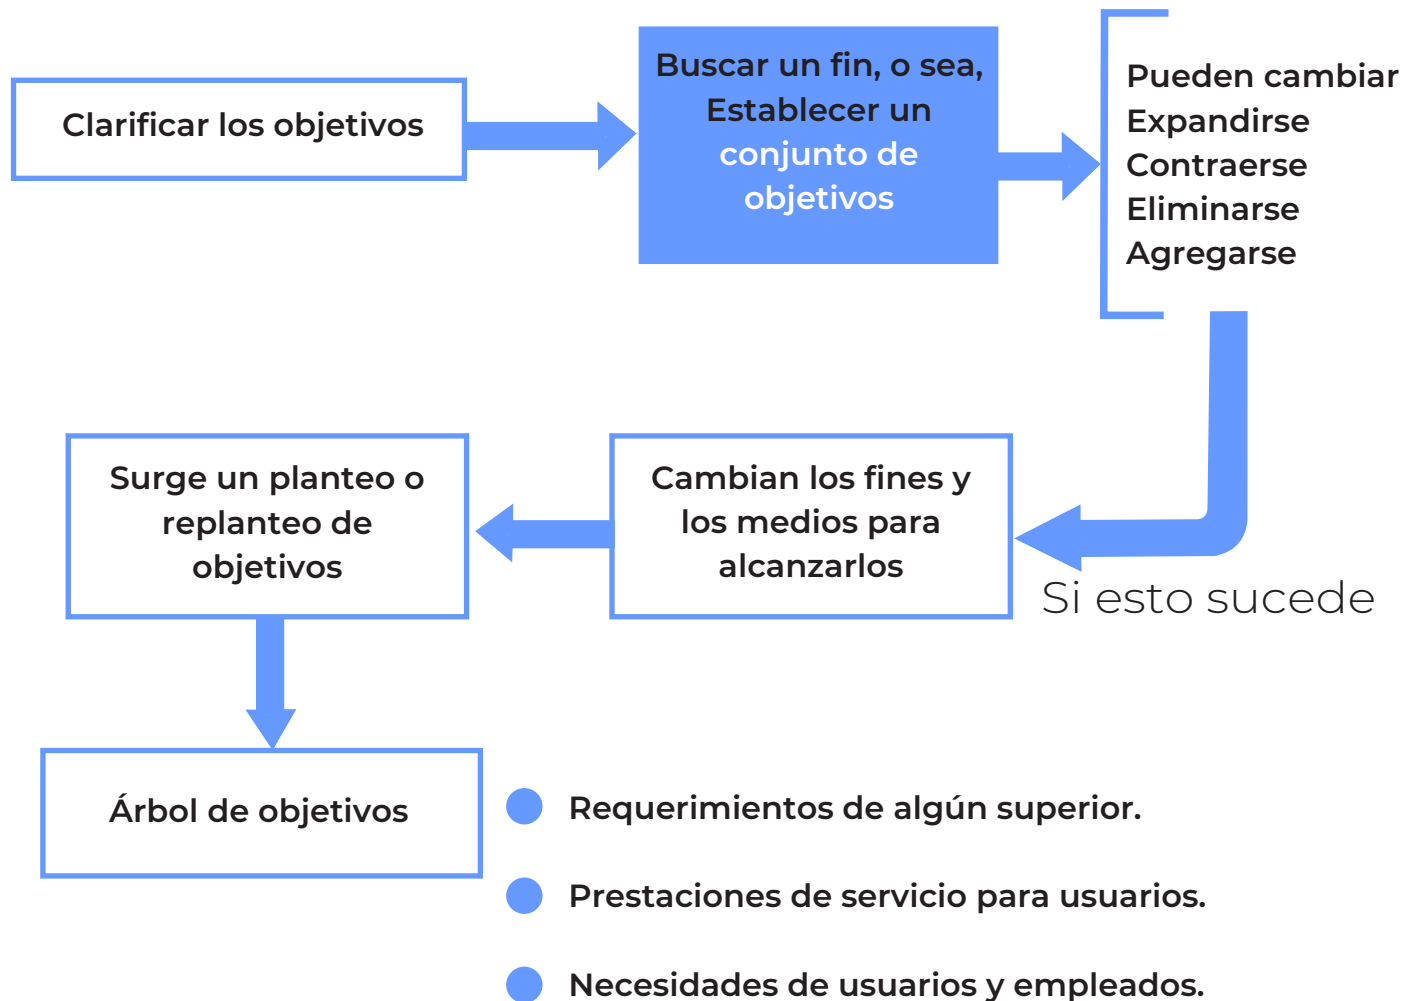 Clarificar los objetivos
Buscar un fin, o sea,
Establecer un
conjunto de
objetivos
Pueden cambiar
Expandirse
Contraerse
Eliminarse
Agregarse
Si esto sucede
Cambian los fines y
los medios para
alcanzarlos
Surge un planteo o
replanteo de
objetivos
Árbol de objetivos
Requerimientos de algún superior.
Prestaciones de servicio para usuarios.
Necesidades de usuarios y empleados.